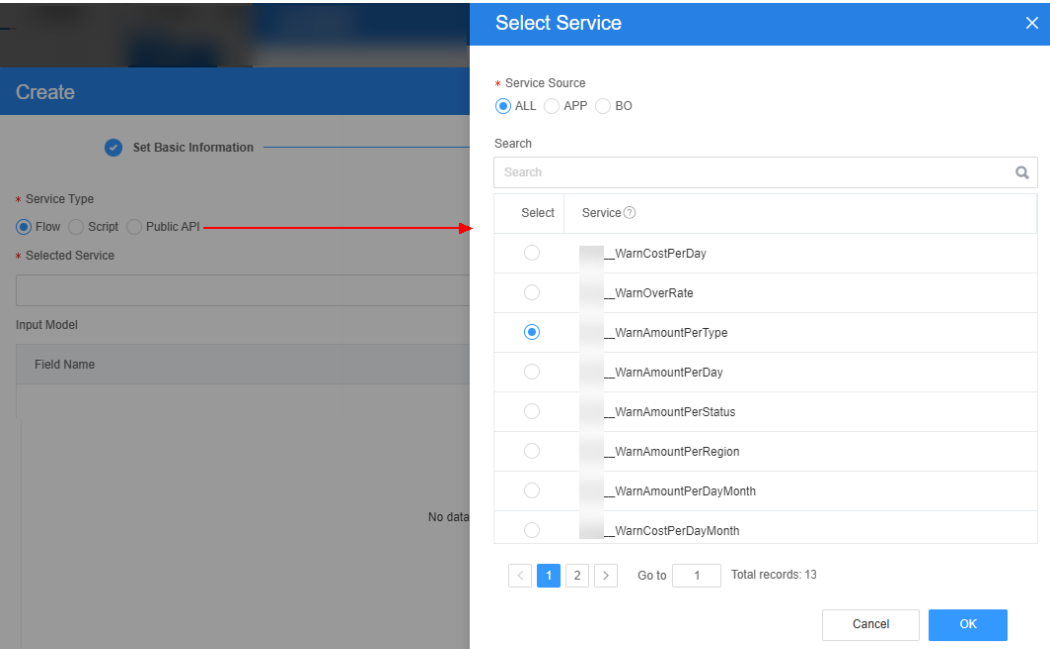 Create
Set Basic Information
* Service Type
Flow Script Public API
* Selected Service
Input Model
Field Name
No data
Select Service
* Service Source
ALL APP BO
Search
Search
Select Service
__WarnCostPerDay
__WarnOverRate
__WarnAmountPerType
__WarnAmountPerDay
__WarnAmountPerStatus
__WarnAmountPerRegion
__WarnAmountPerDayMonth
__WarnCostPerDayMonth
< 1 2 > Go to 1 Total records: 13
Cancel OK